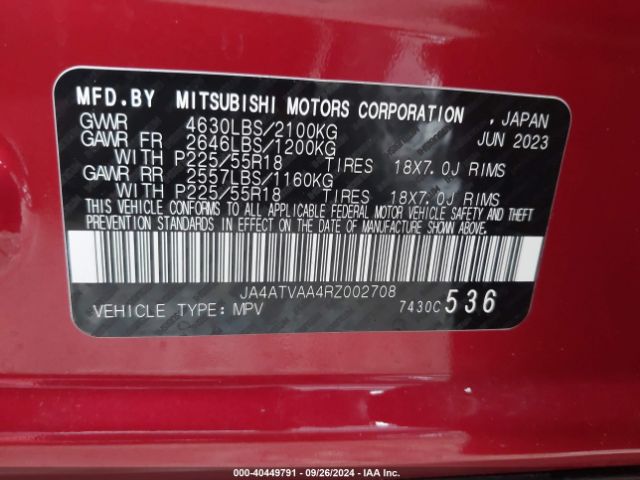 MFD.BY MITSUBISHI MOTORS CORPORATION , JAPAN
GVWR 4630LBS/2100KG JUN 2023
GAWR FR 2646LBS/1200KG
WITH P225/55R18 TIRES 18X7.0J RIMS
GAWR RR 2557LBS/1160KG
WITH P225/55R18 TIRES 18X7.0J RIMS
THIS VEHICLE CONFORMS TO ALL APPLICABLE FEDERAL MOTOR VEHICLE SAFETY AND THEFT
PREVENTION STANDARDS IN EFFECT ON THE DATE OF MANUFACTURE SHOWN ABOVE.
JA4ATVAA4RZ002708
VEHICLE TYPE: MPV 7430C 536
QUICK - 40449791 - 09/26/2024 - IAA Inc.